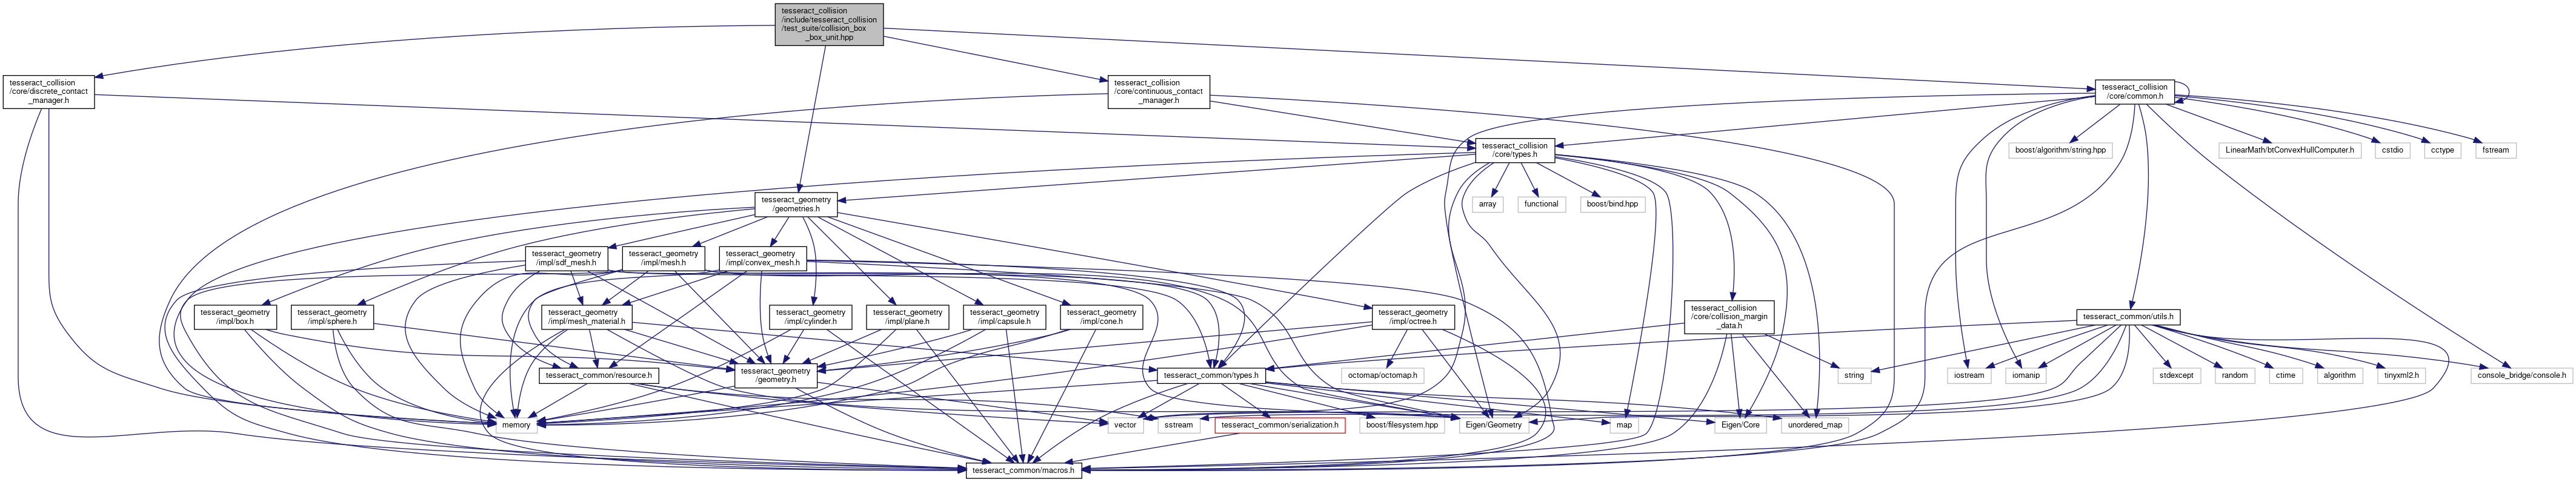 tesseract_collision
/include/tesseract_collision
/test_suite/collision_box
_box_unit.hpp
tesseract_collision
/core/discrete_contact
_manager.h
tesseract_collision
/core/continuous_contact
_manager.h
tesseract_collision
/core/common.h
tesseract_collision
/core/types.h
boost/algorithm/string.hpp
LinearMath/btConvexHullComputer.h
cstdio
cctype
fstream
tesseract_geometry
/geometries.h
array
functional
boost/bind.hpp
tesseract_geometry
/impl/sdf_mesh.h
tesseract_geometry
/impl/mesh.h
tesseract_geometry
/impl/convex_mesh.h
tesseract_geometry
/impl/box.h
tesseract_geometry
/impl/sphere.h
tesseract_geometry
/impl/mesh_material.h
tesseract_geometry
/impl/cylinder.h
tesseract_geometry
/impl/plane.h
tesseract_geometry
/impl/capsule.h
tesseract_geometry
/impl/cone.h
tesseract_geometry
/impl/octree.h
tesseract_collision
/core/collision_margin
_data.h
tesseract_common/utils.h
tesseract_common/resource.h
tesseract_geometry
/geometry.h
tesseract_common/types.h
octomap/octomap.h
string
iostream
iomanip
stdexcept
random
ctime
algorithm
tinyxml2.h
console_bridge/console.h
memory
vector
sstream
tesseract_common/serialization.h
boost/filesystem.hpp
Eigen/Geometry
map
Eigen/Core
unordered_map
tesseract_common/macros.h